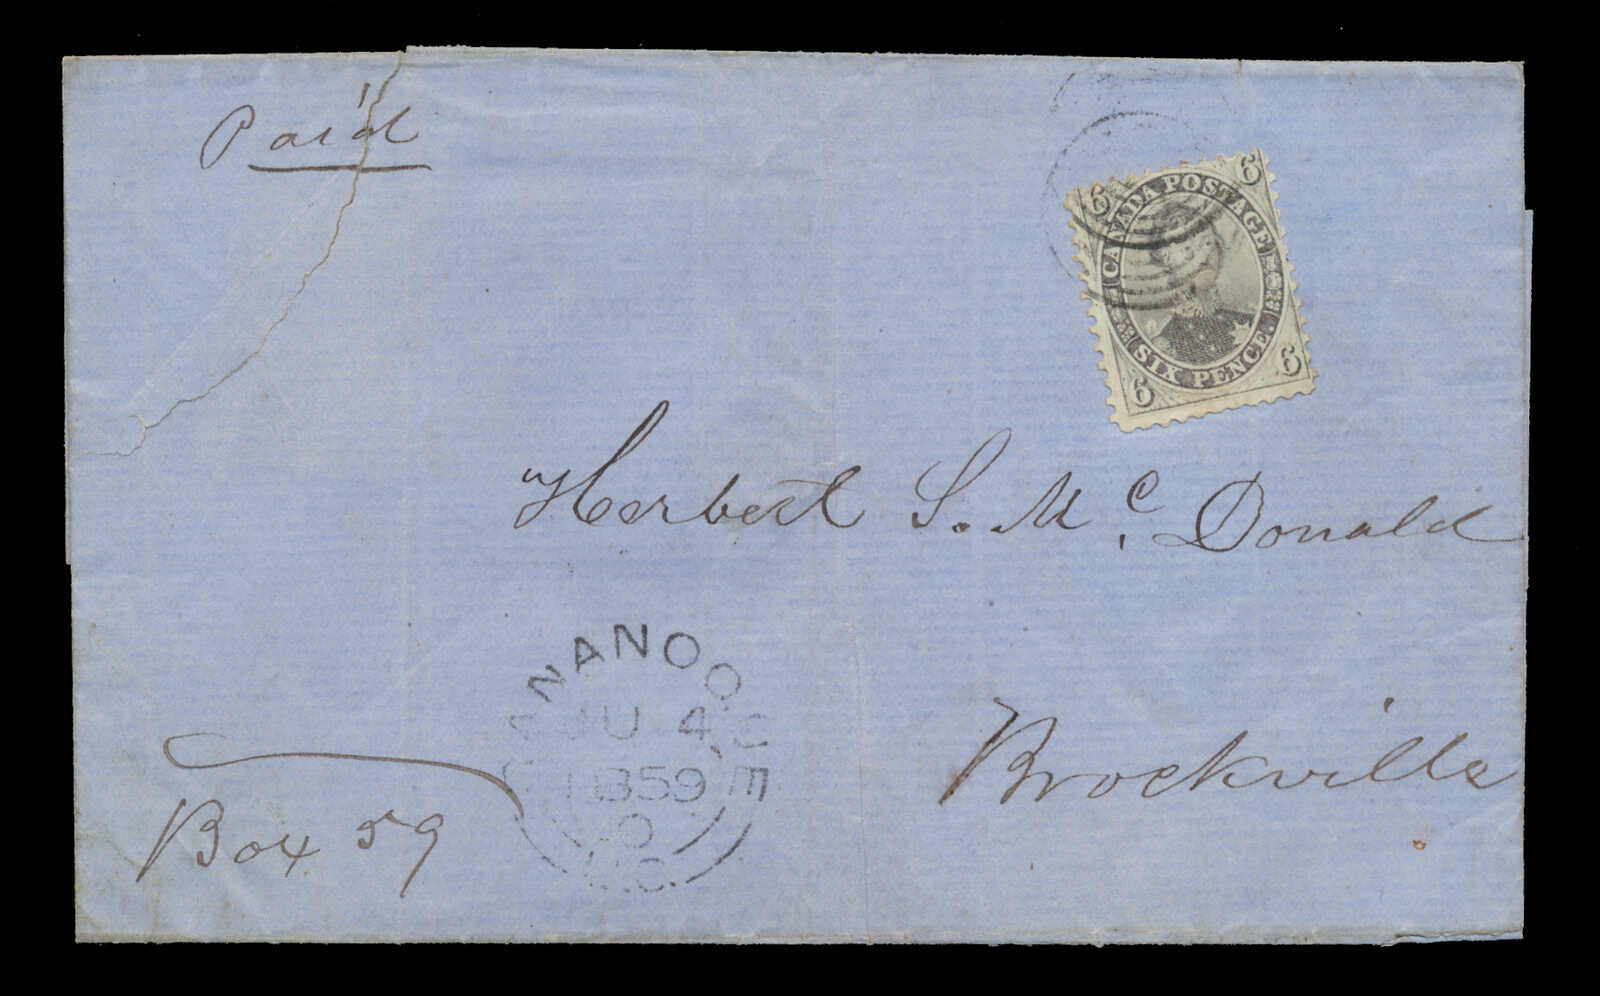 Paid
6 6
CANADA POSTAGE
SIX PENCE.
6 6
Herbert S. McDonald
Brockville
Box 59
NANOQ
JU 4
1859